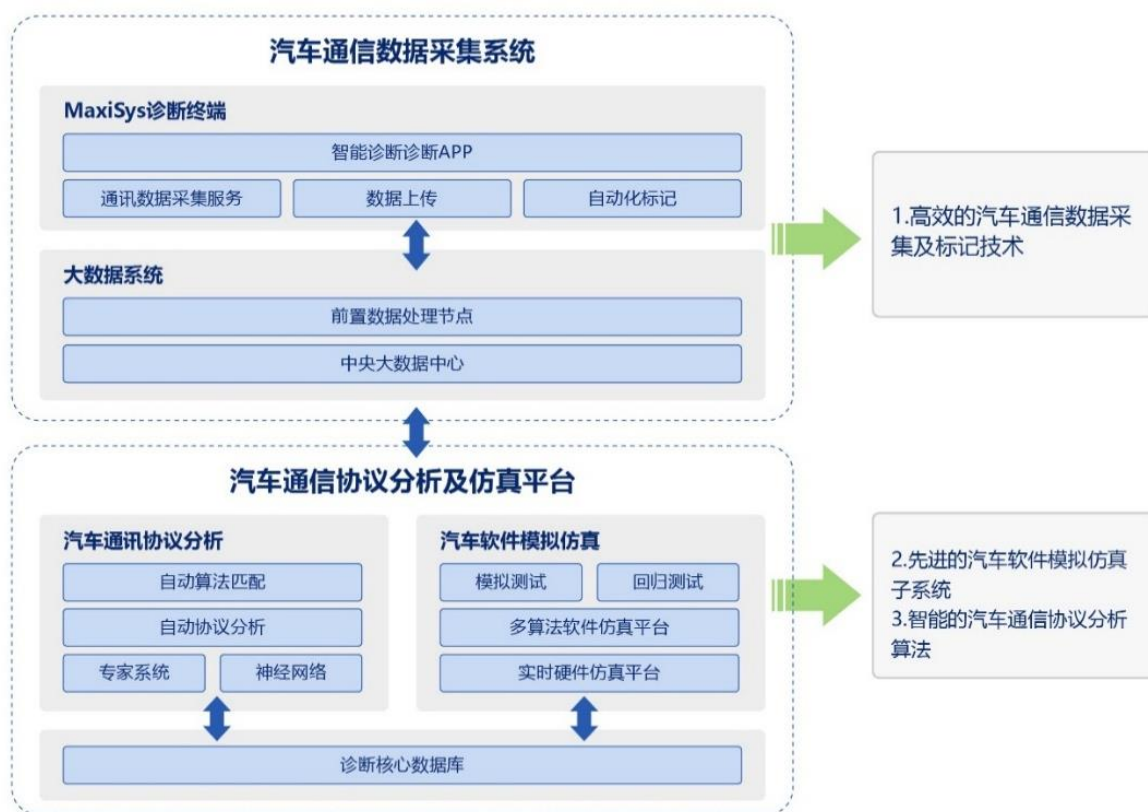 汽车通信数据采集系统
MaxiSys诊断终端
智能诊断诊断APP
通讯数据采集服务
数据上传
自动化标记
大数据系统
前置数据处理节点
中央大数据中心
1.高效的汽车通信数据采
集及标记技术
汽车通信协议分析及仿真平台
汽车通讯协议分析
自动算法匹配
自动协议分析
专家系统
神经网络
汽车软件模拟仿真
模拟测试
回归测试
多算法软件仿真平台
实时硬件仿真平台
诊断核心数据库
2.先进的汽车软件模拟仿真
子系统
3.智能的汽车通信协议分析
算法